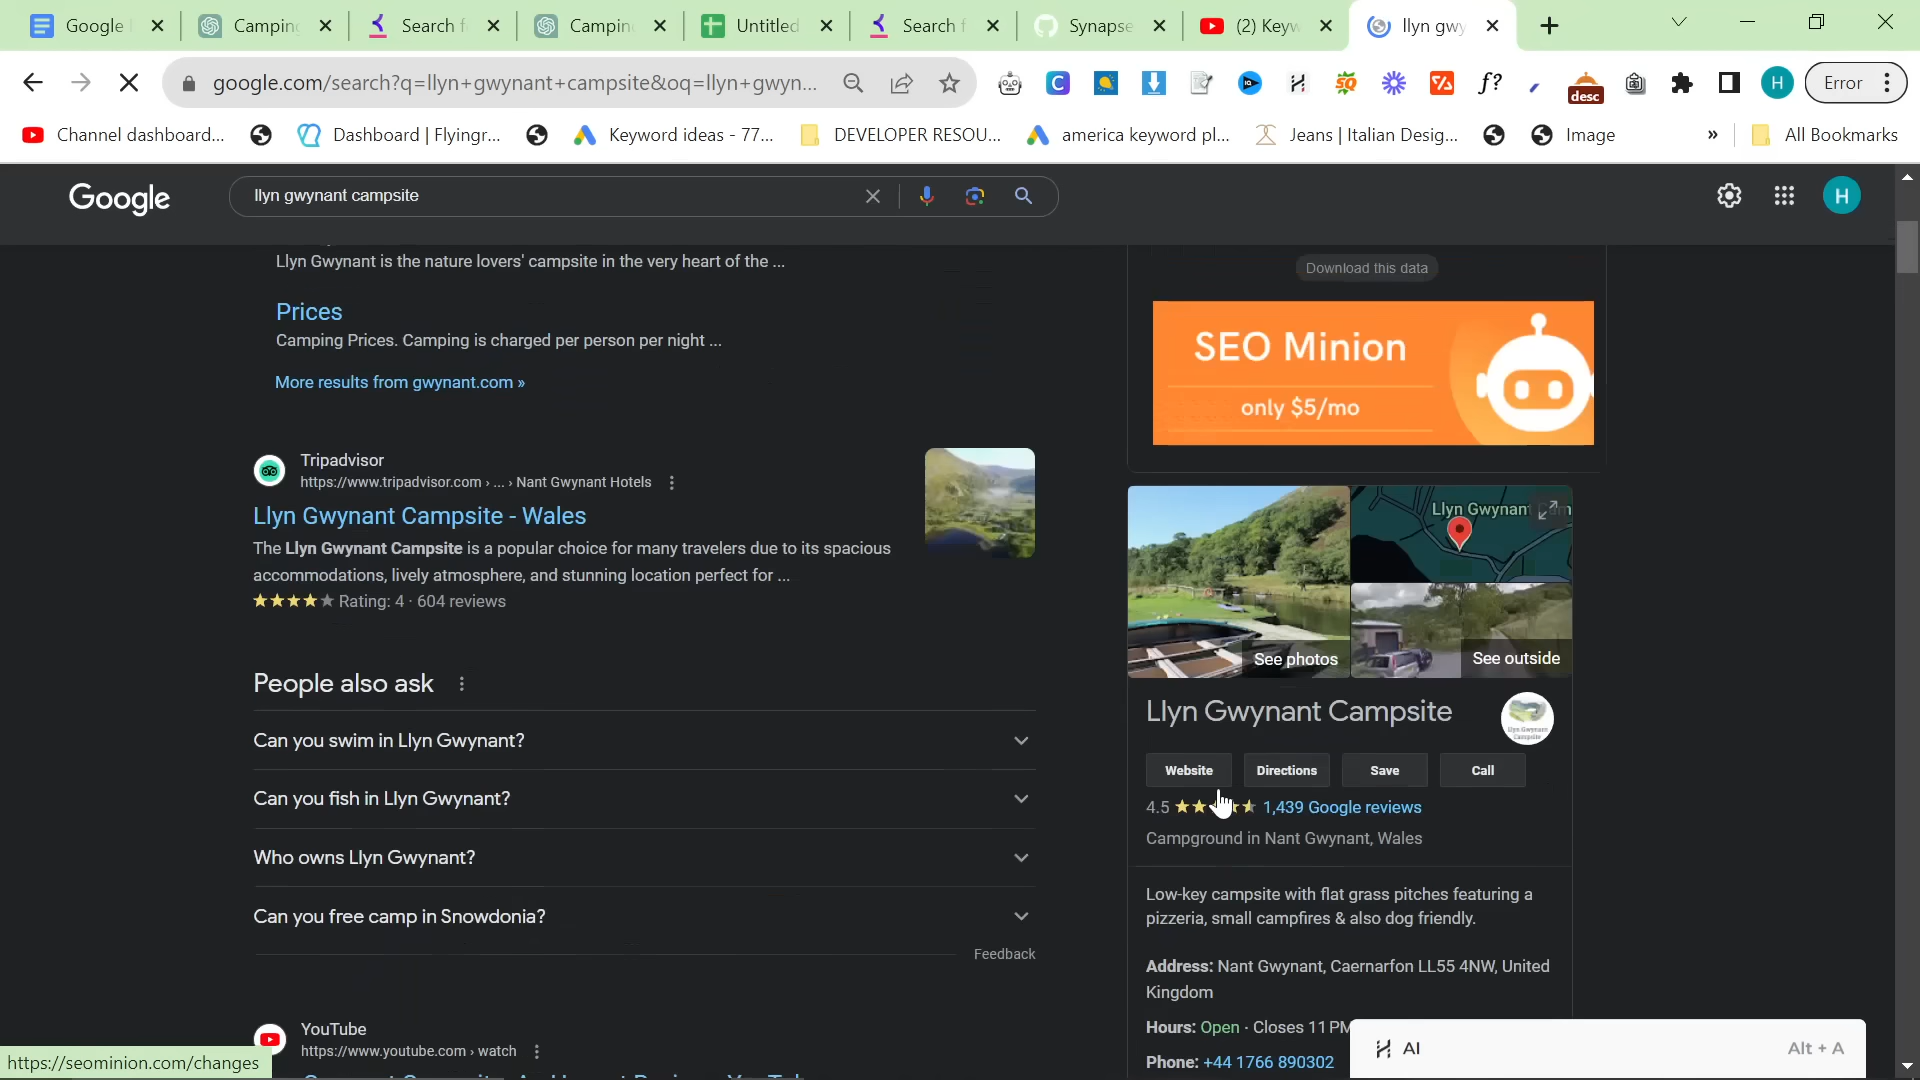 Google
Camping
Search f
Camping
Untitled
Search f
Synapse
(2) Keyw
llyn gwy
google.com/search?q=llyn+gwynant+campsite&oq=llyn+gwyn...
desc
H
Error
Channel dashboard...
Dashboard | Flyingr...
Keyword ideas - 77...
DEVELOPER RESOU...
america keyword pl...
Jeans | Italian Desig...
Image
»
All Bookmarks
Google
llyn gwynant campsite
H
Llyn Gwynant is the nature lovers' campsite in the very heart of the ...
Prices
Camping Prices. Camping is charged per person per night ...
More results from gwynant.com »
Tripadvisor
https://www.tripadvisor.com › ... › Nant Gwynant Hotels
Llyn Gwynant Campsite - Wales
The Llyn Gwynant Campsite is a popular choice for many travelers due to its spacious
accommodations, lively atmosphere, and stunning location perfect for ...
Rating: 4 · 604 reviews
People also ask
Can you swim in Llyn Gwynant?
Can you fish in Llyn Gwynant?
Who owns Llyn Gwynant?
Can you free camp in Snowdonia?
Feedback
YouTube
https://www.youtube.com › watch
https://seominion.com/changes
Download this data
SEO Minion
only $5/mo
Llyn Gwynant
See photos
See outside
Llyn Gwynant Campsite
Website
Directions
Save
Call
4.5
1,439 Google reviews
Campground in Nant Gwynant, Wales
Low-key campsite with flat grass pitches featuring a
pizzeria, small campfires & also dog friendly.
Address: Nant Gwynant, Caernarfon LL55 4NW, United
Kingdom
Hours: Open · Closes 11 PM
Phone: +44 1766 890302
AI
Alt + A